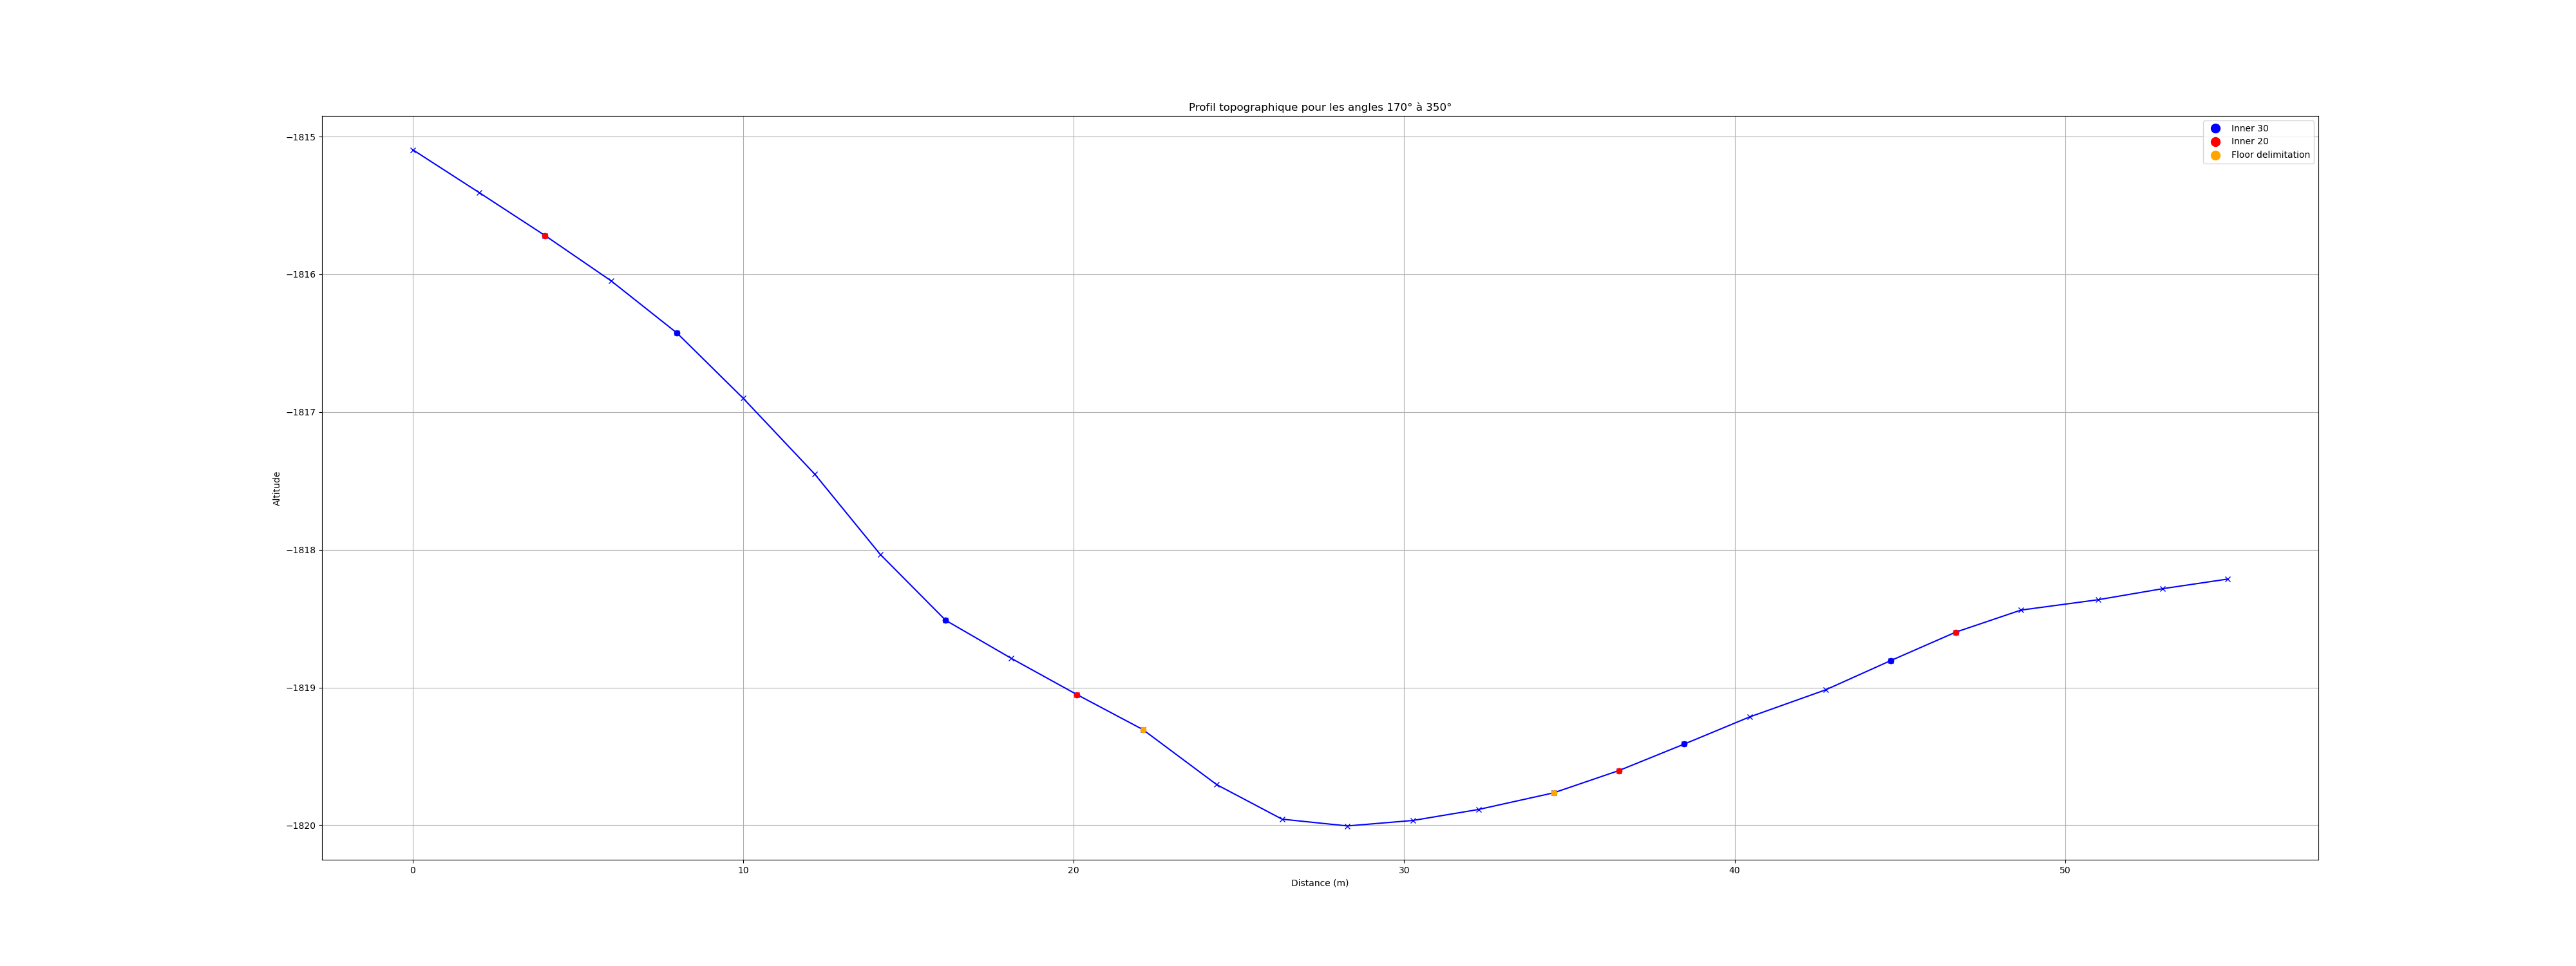 Profil topographique pour les angles 170° à 350°
Inner 30
Inner 20
Floor delimitation
−1815
−1816
−1817
−1818
−1819
−1820
Altitude
0 10 20 30 40 50
Distance (m)